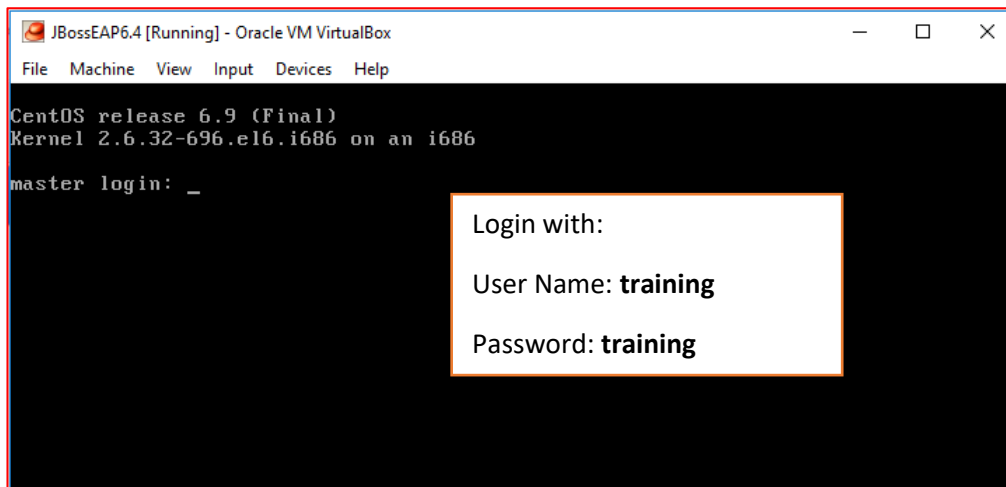 JBossEAP6.4 [Running] - Oracle VM VirtualBox
File Machine View Input Devices Help
CentOS release 6.9 (Final)
Kernel 2.6.32-696.el6.i686 on an i686
master login: _
Login with:
User Name: training
Password: training